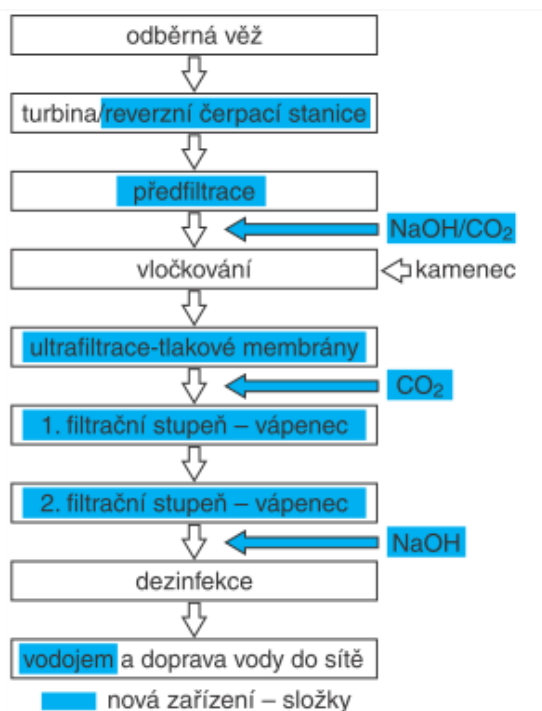 odběrná věž
turbina/reverzní čerpací stanice
předfiltrace
NaOH/CO₂
vločkování
kamenec
ultrafiltrace-tlakové membrány
CO₂
1. filtrační stupeň – vápenec
2. filtrační stupeň – vápenec
NaOH
dezinfekce
vodojem a doprava vody do sítě
nová zařízení – složky